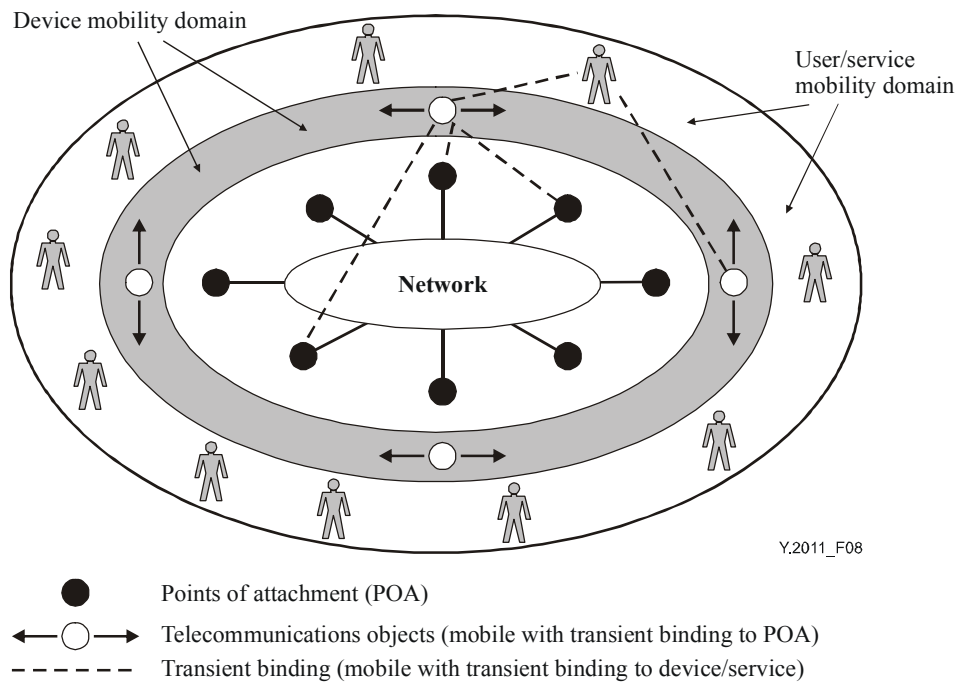 Device mobility domain
User/service
mobility domain
Network
Y.2011_F08
Points of attachment (POA)
Telecommunications objects (mobile with transient binding to POA)
Transient binding (mobile with transient binding to device/service)